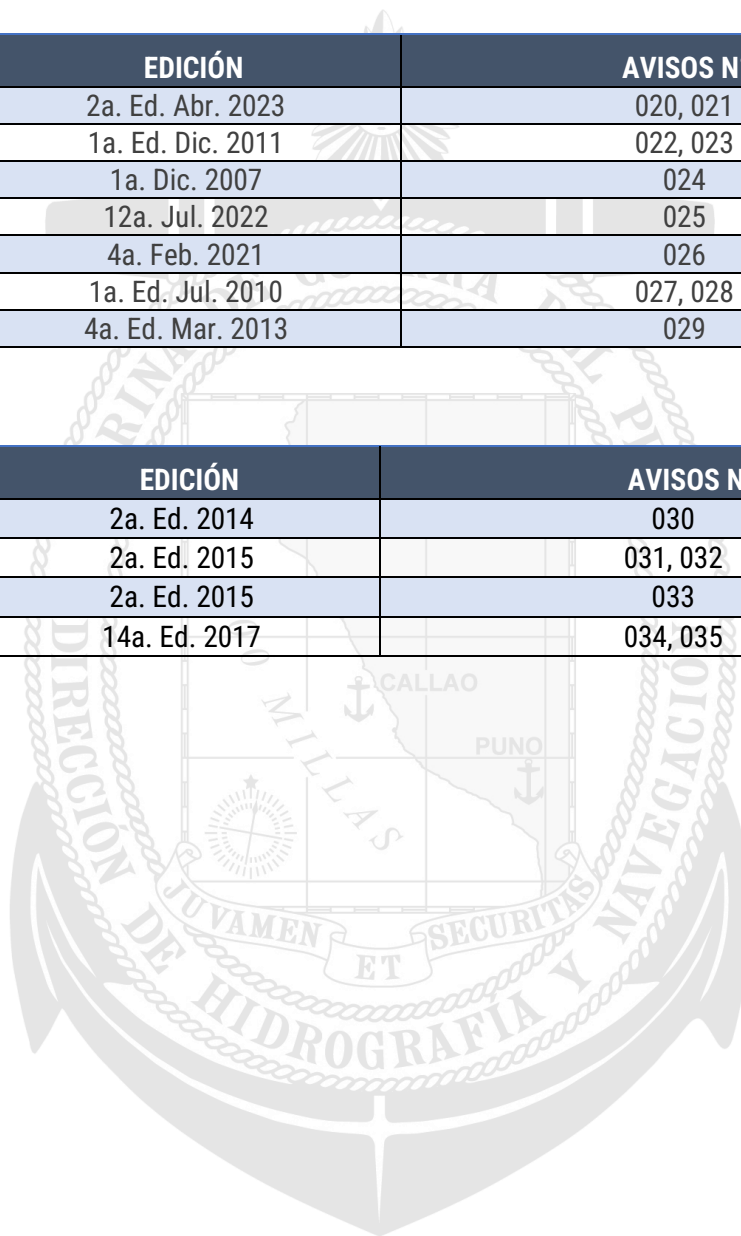 EDICIÓN AVISOS N
2a. Ed. Abr. 2023 020, 021
1a. Ed. Dic. 2011 022, 023
1a. Dic. 2007 024
12a. Jul. 2022 025
4a. Feb. 2021 026
1a. Ed. Jul. 2010 027, 028
4a. Ed. Mar. 2013 029
EDICIÓN AVISOS N
2a. Ed. 2014 030
2a. Ed. 2015 031, 032
2a. Ed. 2015 033
14a. Ed. 2017 034, 035
CALLAO
PUNO
MILLAS
JUVAMEN ET SECURITAS
DIRECCIÓN DE HIDROGRAFÍA Y NAVEGACIÓN